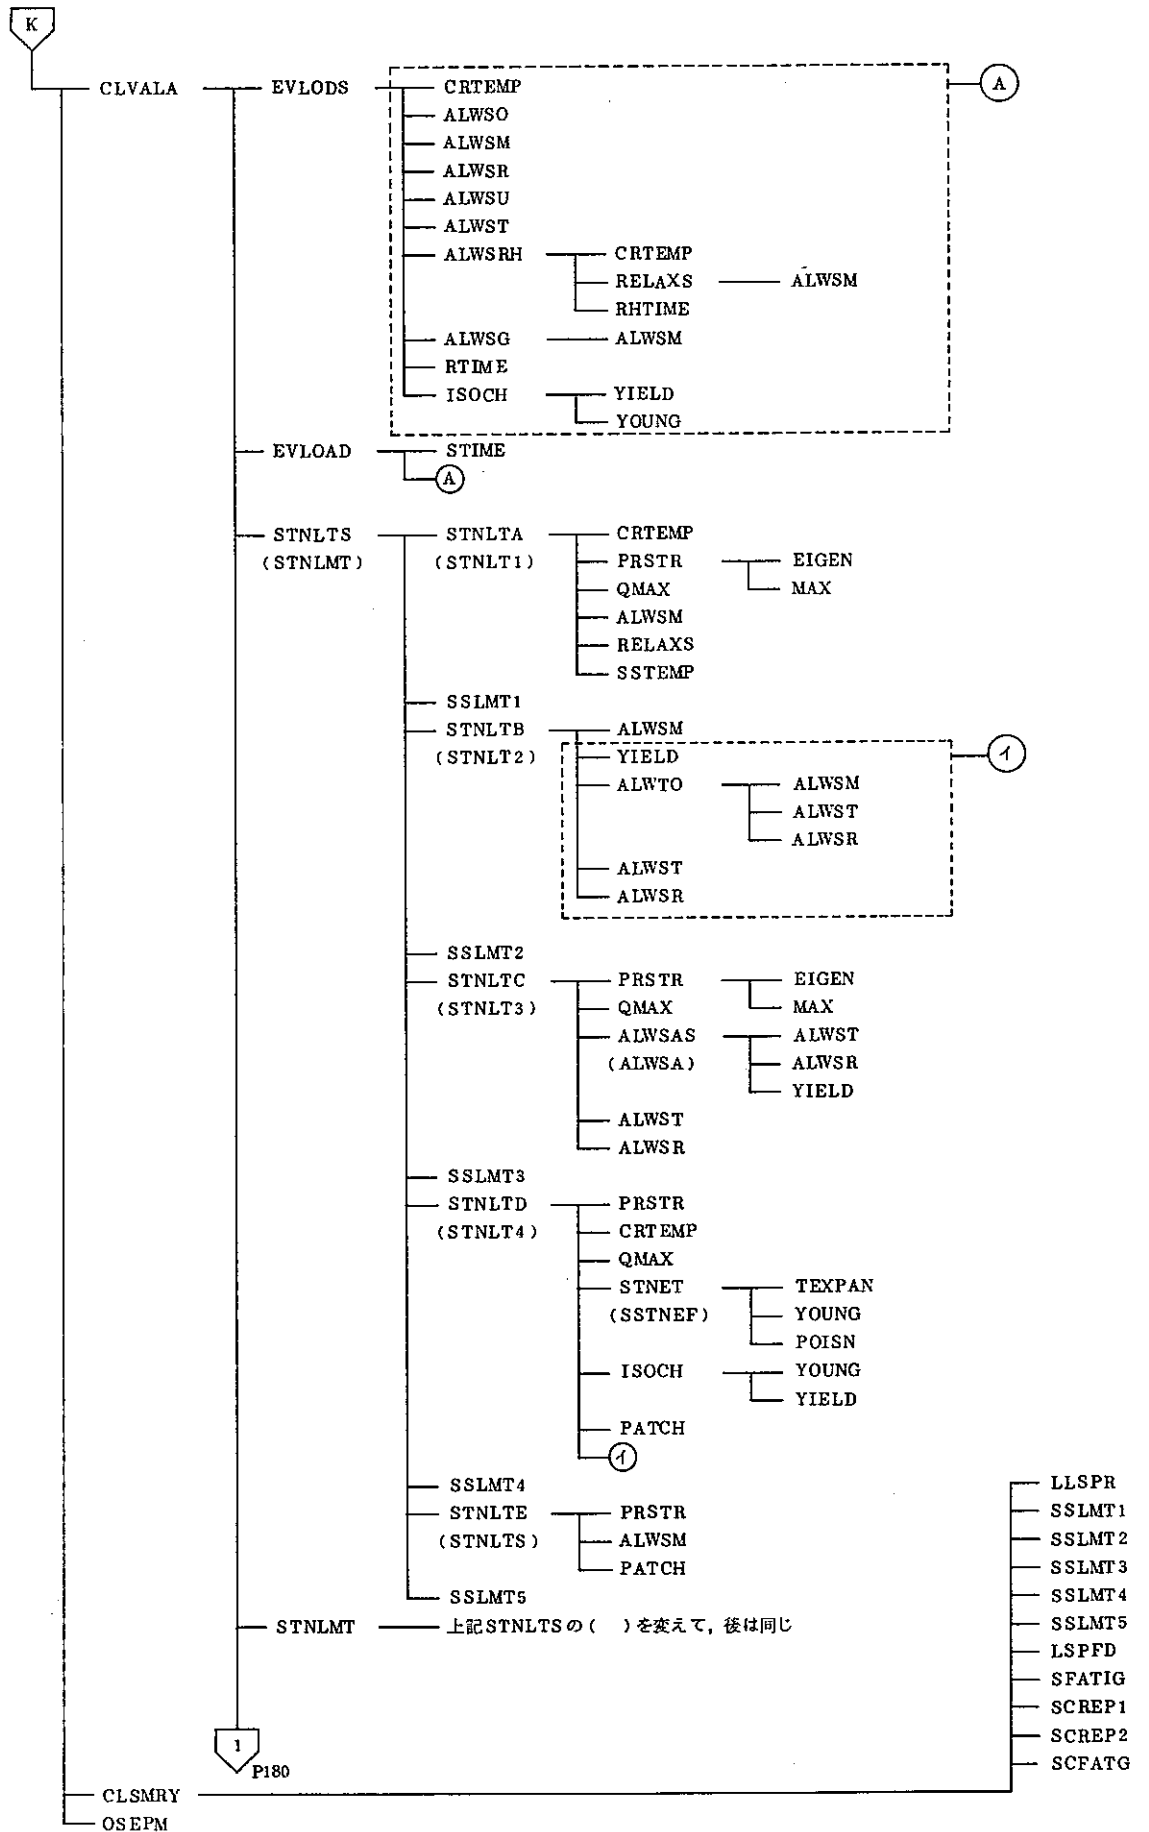 K
CLVALA EVLODS CRTEMP A
ALWSO
ALWSM
ALWSR
ALWSU
ALWST
ALWSRH CRTEMP
RELAXS ALWSM
RHTIME
ALWSG ALWSM
RTIME
ISOCH YIELD
YOUNG
EVLOAD STIME
A
STNLTS STNLTA CRTEMP
(STNLMT) (STNLT1) PRSTR EIGEN
QMAX MAX
ALWSM
RELAXS
SSTEMP
SSLMT1
STNLTB ALWSM
(STNLT2) YIELD イ
ALWTO ALWSM
ALWST
ALWSR
ALWST
ALWSR
SSLMT2
STNLTC PRSTR EIGEN
(STNLT3) QMAX MAX
ALWSAS ALWST
(ALWSA) ALWSR
YIELD
ALWST
ALWSR
SSLMT3
STNLTD PRSTR
(STNLT4) CRTEMP
QMAX
STNET TEXPAN
(SSTNEF) YOUNG
POISN
ISOCH YOUNG
YIELD
PATCH
イ
SSLMT4 LLSPR
STNLTE PRSTR SSLMT1
(STNLTS) ALWSM SSLMT2
PATCH SSLMT3
SSLMT5 SSLMT4
STNLMT 上記STNLTSの( )を変えて,後は同じ SSLMT5
LSPFD
SFATIG
SCREP1
1 SCREP2
P180 SCFATG
CLSMRY
OSEPM